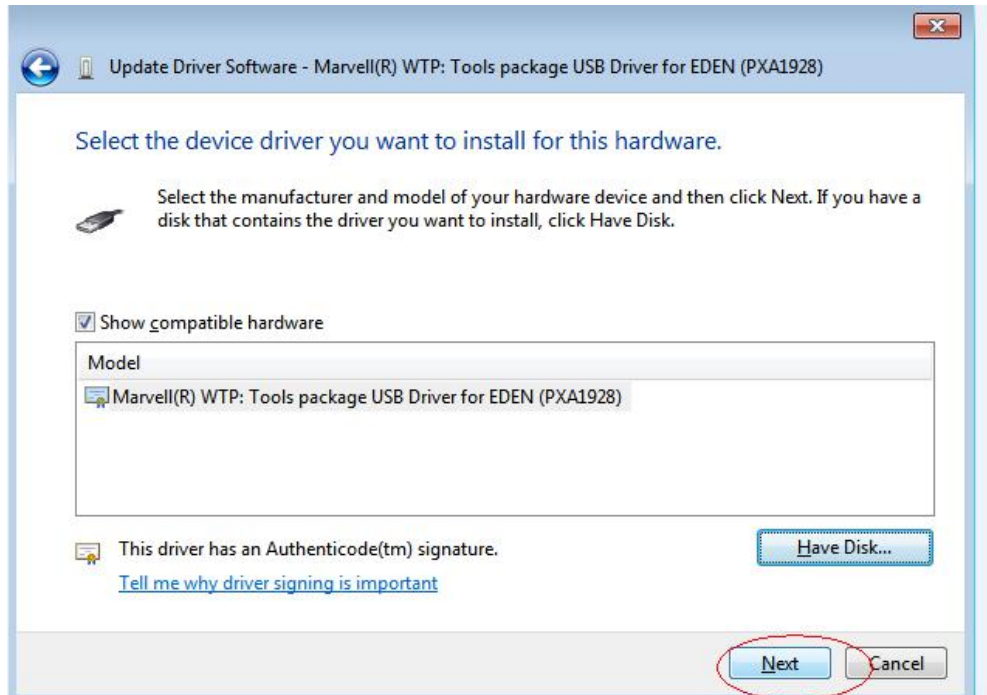 Update Driver Software - Marvell(R) WTP: Tools package USB Driver for EDEN (PXA1928)
Select the device driver you want to install for this hardware.
Select the manufacturer and model of your hardware device and then click Next. If you have a
disk that contains the driver you want to install, click Have Disk.
Show compatible hardware
Model
Marvell(R) WTP: Tools package USB Driver for EDEN (PXA1928)
This driver has an Authenticode(tm) signature.
Have Disk...
Tell me why driver signing is important
Next
Cancel